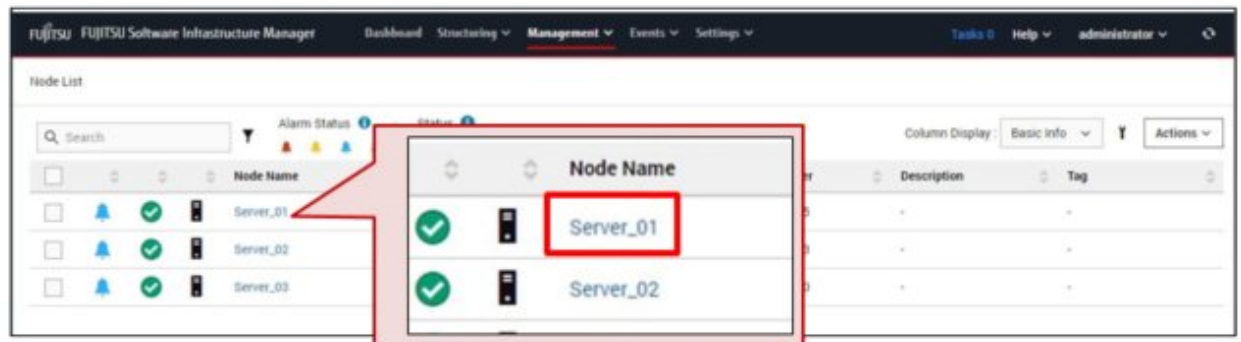 FUJITSU FUJITSU Software Infrastructure Manager Dashboard Structuring Management Events Settings Tasks 0 Help administrator
Node List
Search Alarm Status Status Column Display : Basic Info Actions
Node Name Description Tag
Server_01 - -
Server_02 - -
Server_03 - -
Node Name
Server_01
Server_02